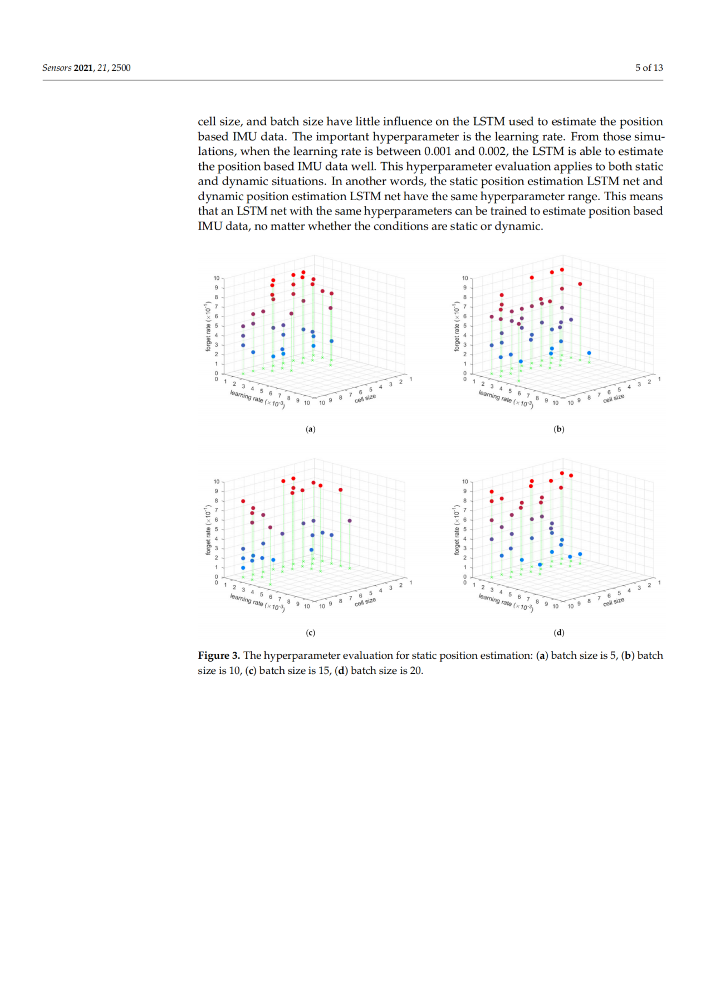 Sensors 2021, 21, 2500
5 of 13
cell size, and batch size have little influence on the LSTM used to estimate the position
based IMU data. The important hyperparameter is the learning rate. From those simu-
lations, when the learning rate is between 0.001 and 0.002, the LSTM is able to estimate
the position based IMU data well. This hyperparameter evaluation applies to both static
and dynamic situations. In another words, the static position estimation LSTM net and
dynamic position estimation LSTM net have the same hyperparameter range. This means
that an LSTM net with the same hyperparameters can be trained to estimate position based
IMU data, no matter whether the conditions are static or dynamic.
10
9
8
7
6
5
4
3
2
1
0
forget rate (×10⁻¹)
0 1 2 3 4 5 6 7 8 9 10
learning rate (×10⁻³)
10 9 8 7 6 5 4 3 2 1
cell size
(a)
10
9
8
7
6
5
4
3
2
1
0
forget rate (×10⁻¹)
0 1 2 3 4 5 6 7 8 9 10
learning rate (×10⁻³)
10 9 8 7 6 5 4 3 2 1
cell size
(b)
10
9
8
7
6
5
4
3
2
1
0
forget rate (×10⁻¹)
0 1 2 3 4 5 6 7 8 9 10
learning rate (×10⁻³)
10 9 8 7 6 5 4 3 2 1
cell size
(c)
10
9
8
7
6
5
4
3
2
1
0
forget rate (×10⁻¹)
0 1 2 3 4 5 6 7 8 9 10
learning rate (×10⁻³)
10 9 8 7 6 5 4 3 2 1
cell size
(d)
Figure 3. The hyperparameter evaluation for static position estimation: (a) batch size is 5, (b) batch
size is 10, (c) batch size is 15, (d) batch size is 20.